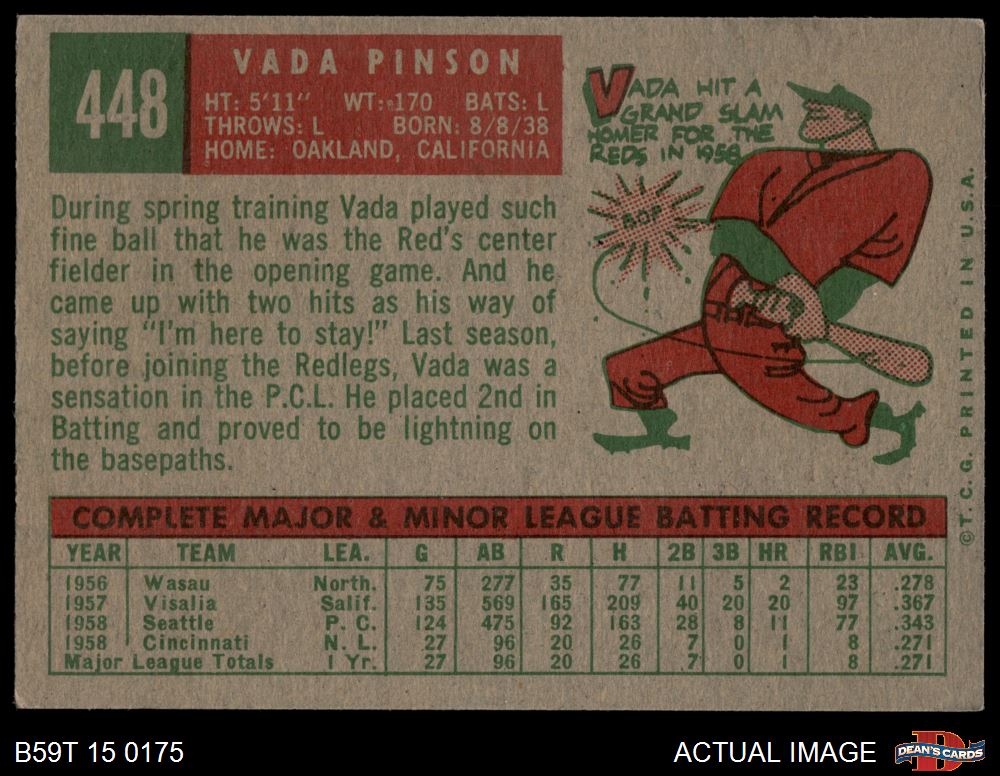 448
VADA PINSON
HT: 5'11" WT: 170 BATS: L
THROWS: L BORN: 8/8/38
HOME: OAKLAND, CALIFORNIA
VADA HIT A
GRAND SLAM
HOMER FOR THE
REDS IN 1958
BOP
During spring training Vada played such
fine ball that he was the Red's center
fielder in the opening game. And he
came up with two hits as his way of
saying "I'm here to stay!" Last season,
before joining the Redlegs, Vada was a
sensation in the P.C.L. He placed 2nd in
Batting and proved to be lightning on
the basepaths.
COMPLETE MAJOR & MINOR LEAGUE BATTING RECORD
YEAR TEAM LEA. G AB R H 2B 3B HR RBI AVG.
1956 Wasau North. 75 277 35 77 11 5 2 23 .278
1957 Visalia Salif. 135 569 165 209 40 20 20 97 .367
1958 Seattle P. C. 124 475 92 163 28 8 11 77 .343
1958 Cincinnati N. L. 27 96 20 26 7 0 1 8 .271
Major League Totals 1 Yr. 27 96 20 26 7 0 1 8 .271
©T. C. G. PRINTED IN U.S.A.
B59T 15 0175
ACTUAL IMAGE
DEAN'S CARDS